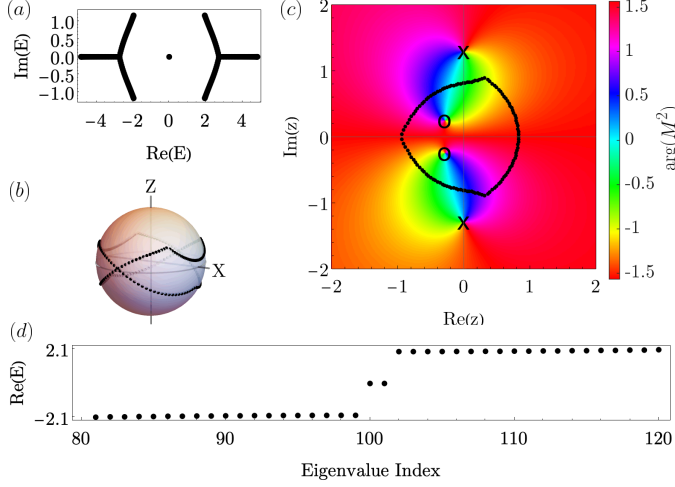 (a)
1.0
0.5
0.0
−0.5
−1.0
Im(E)
−4 −2 0 2 4
Re(E)
(b)
Z
X
(c)
2
1
0
−1
−2
Im(z)
X
O
O
X
−2 −1 0 1 2
Re(z)
1.5
1
0.5
0
−0.5
−1
−1.5
arg(M²)
(d)
2.1
−2.1
Re(E)
80 90 100 110 120
Eigenvalue Index